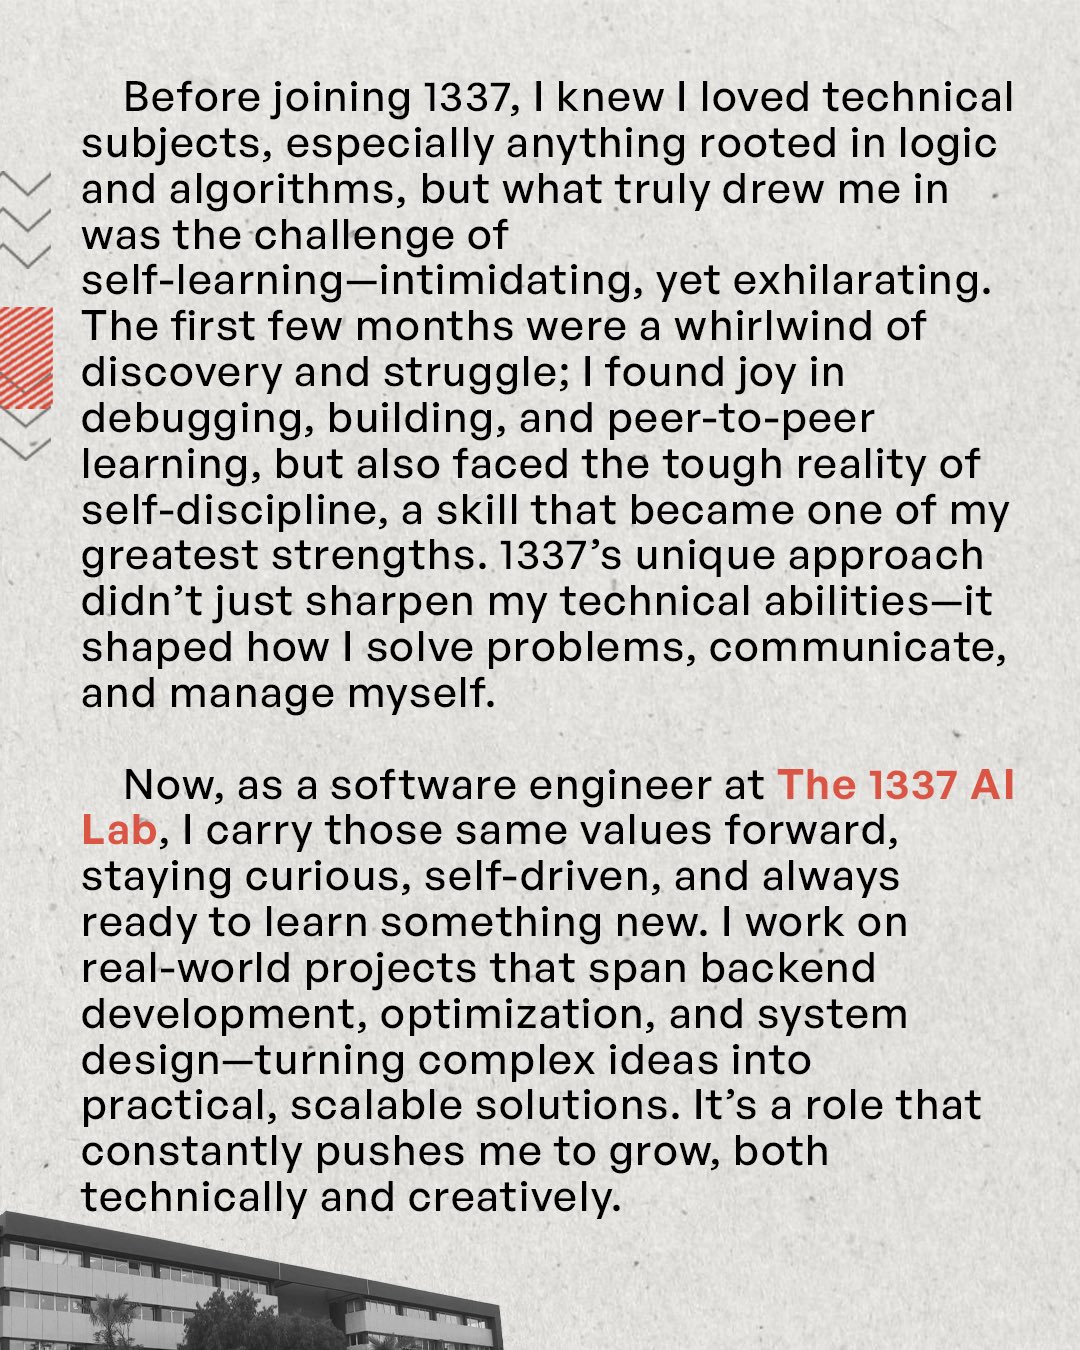 Before joining 1337, I knew I loved technical
subjects, especially anything rooted in logic
and algorithms, but what truly drew me in
was the challenge of
self-learning—intimidating, yet exhilarating.
The first few months were a whirlwind of
discovery and struggle; I found joy in
debugging, building, and peer-to-peer
learning, but also faced the tough reality of
self-discipline, a skill that became one of my
greatest strengths. 1337’s unique approach
didn’t just sharpen my technical abilities—it
shaped how I solve problems, communicate,
and manage myself.
Now, as a software engineer at The 1337 AI
Lab, I carry those same values forward,
staying curious, self-driven, and always
ready to learn something new. I work on
real-world projects that span backend
development, optimization, and system
design—turning complex ideas into
practical, scalable solutions. It’s a role that
constantly pushes me to grow, both
technically and creatively.